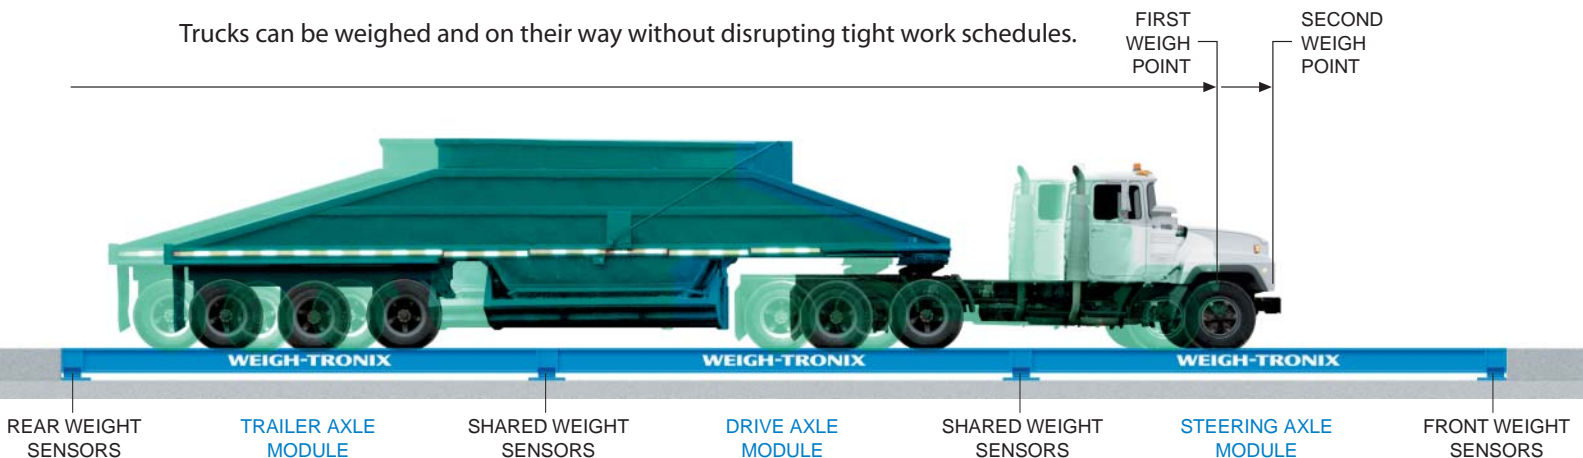 Trucks can be weighed and on their way without disrupting tight work schedules.
FIRST
WEIGH
POINT
SECOND
WEIGH
POINT
WEIGH-TRONIX
WEIGH-TRONIX
WEIGH-TRONIX
REAR WEIGHT
SENSORS
TRAILER AXLE
MODULE
SHARED WEIGHT
SENSORS
DRIVE AXLE
MODULE
SHARED WEIGHT
SENSORS
STEERING AXLE
MODULE
FRONT WEIGHT
SENSORS